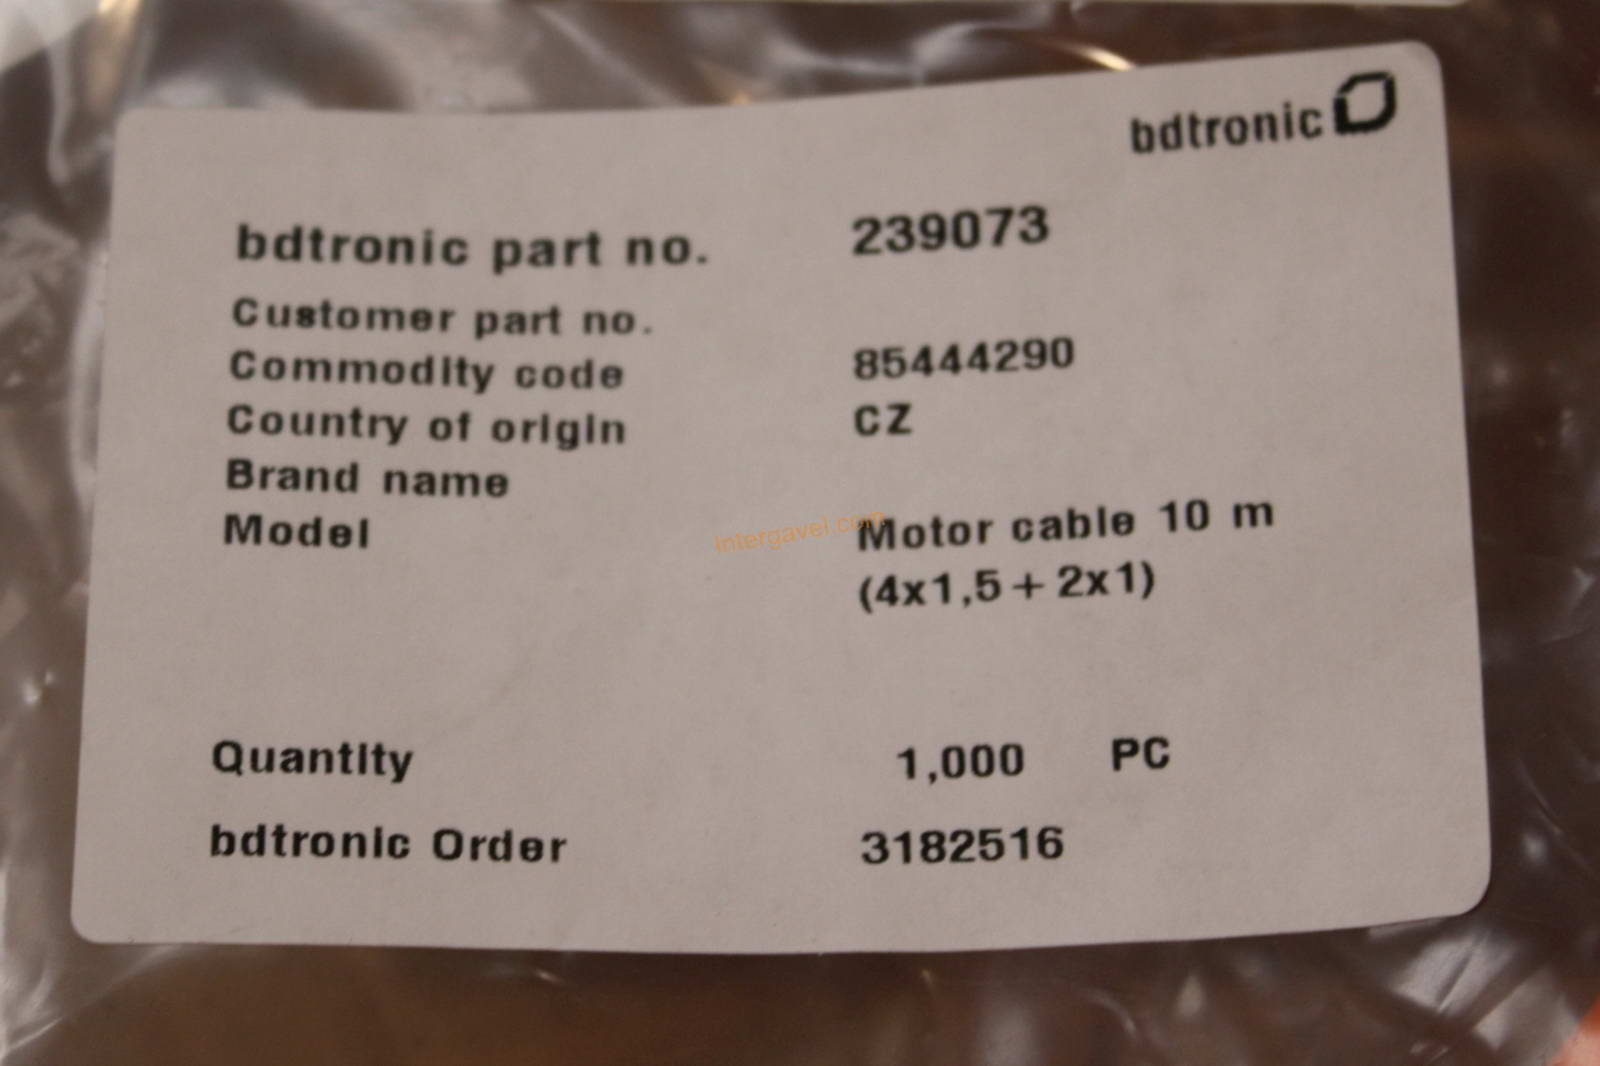 bdtronic
bdtronic part no. 239073
Customer part no.
Commodity code 85444290
Country of origin CZ
Brand name
Model Motor cable 10 m
(4x1,5 + 2x1)
Intergavel.com
Quantity 1,000 PC
bdtronic Order 3182516